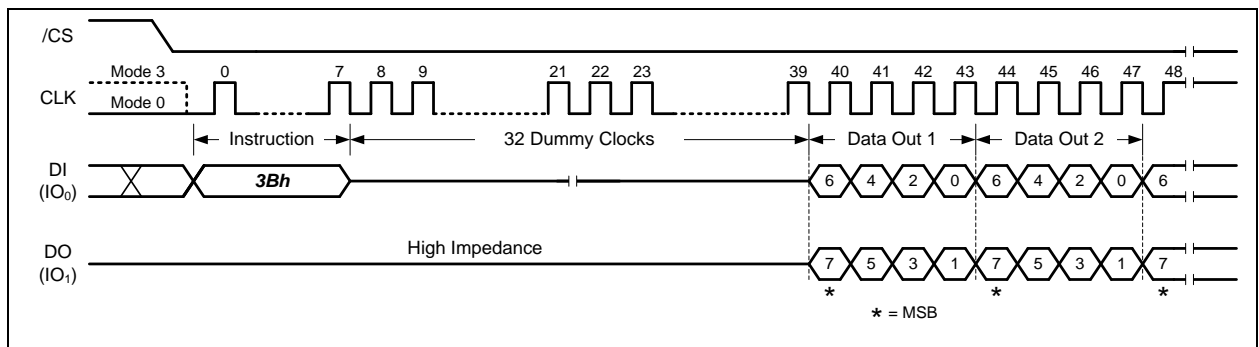 /CS
Mode 3 0 7 8 9 21 22 23 39 40 41 42 43 44 45 46 47 48
CLK Mode 0
Instruction 32 Dummy Clocks Data Out 1 Data Out 2
DI
(IO₀) 3Bh 6 4 2 0 6 4 2 0 6
High Impedance
DO
(IO₁) 7 5 3 1 7 5 3 1 7
* * *
* = MSB